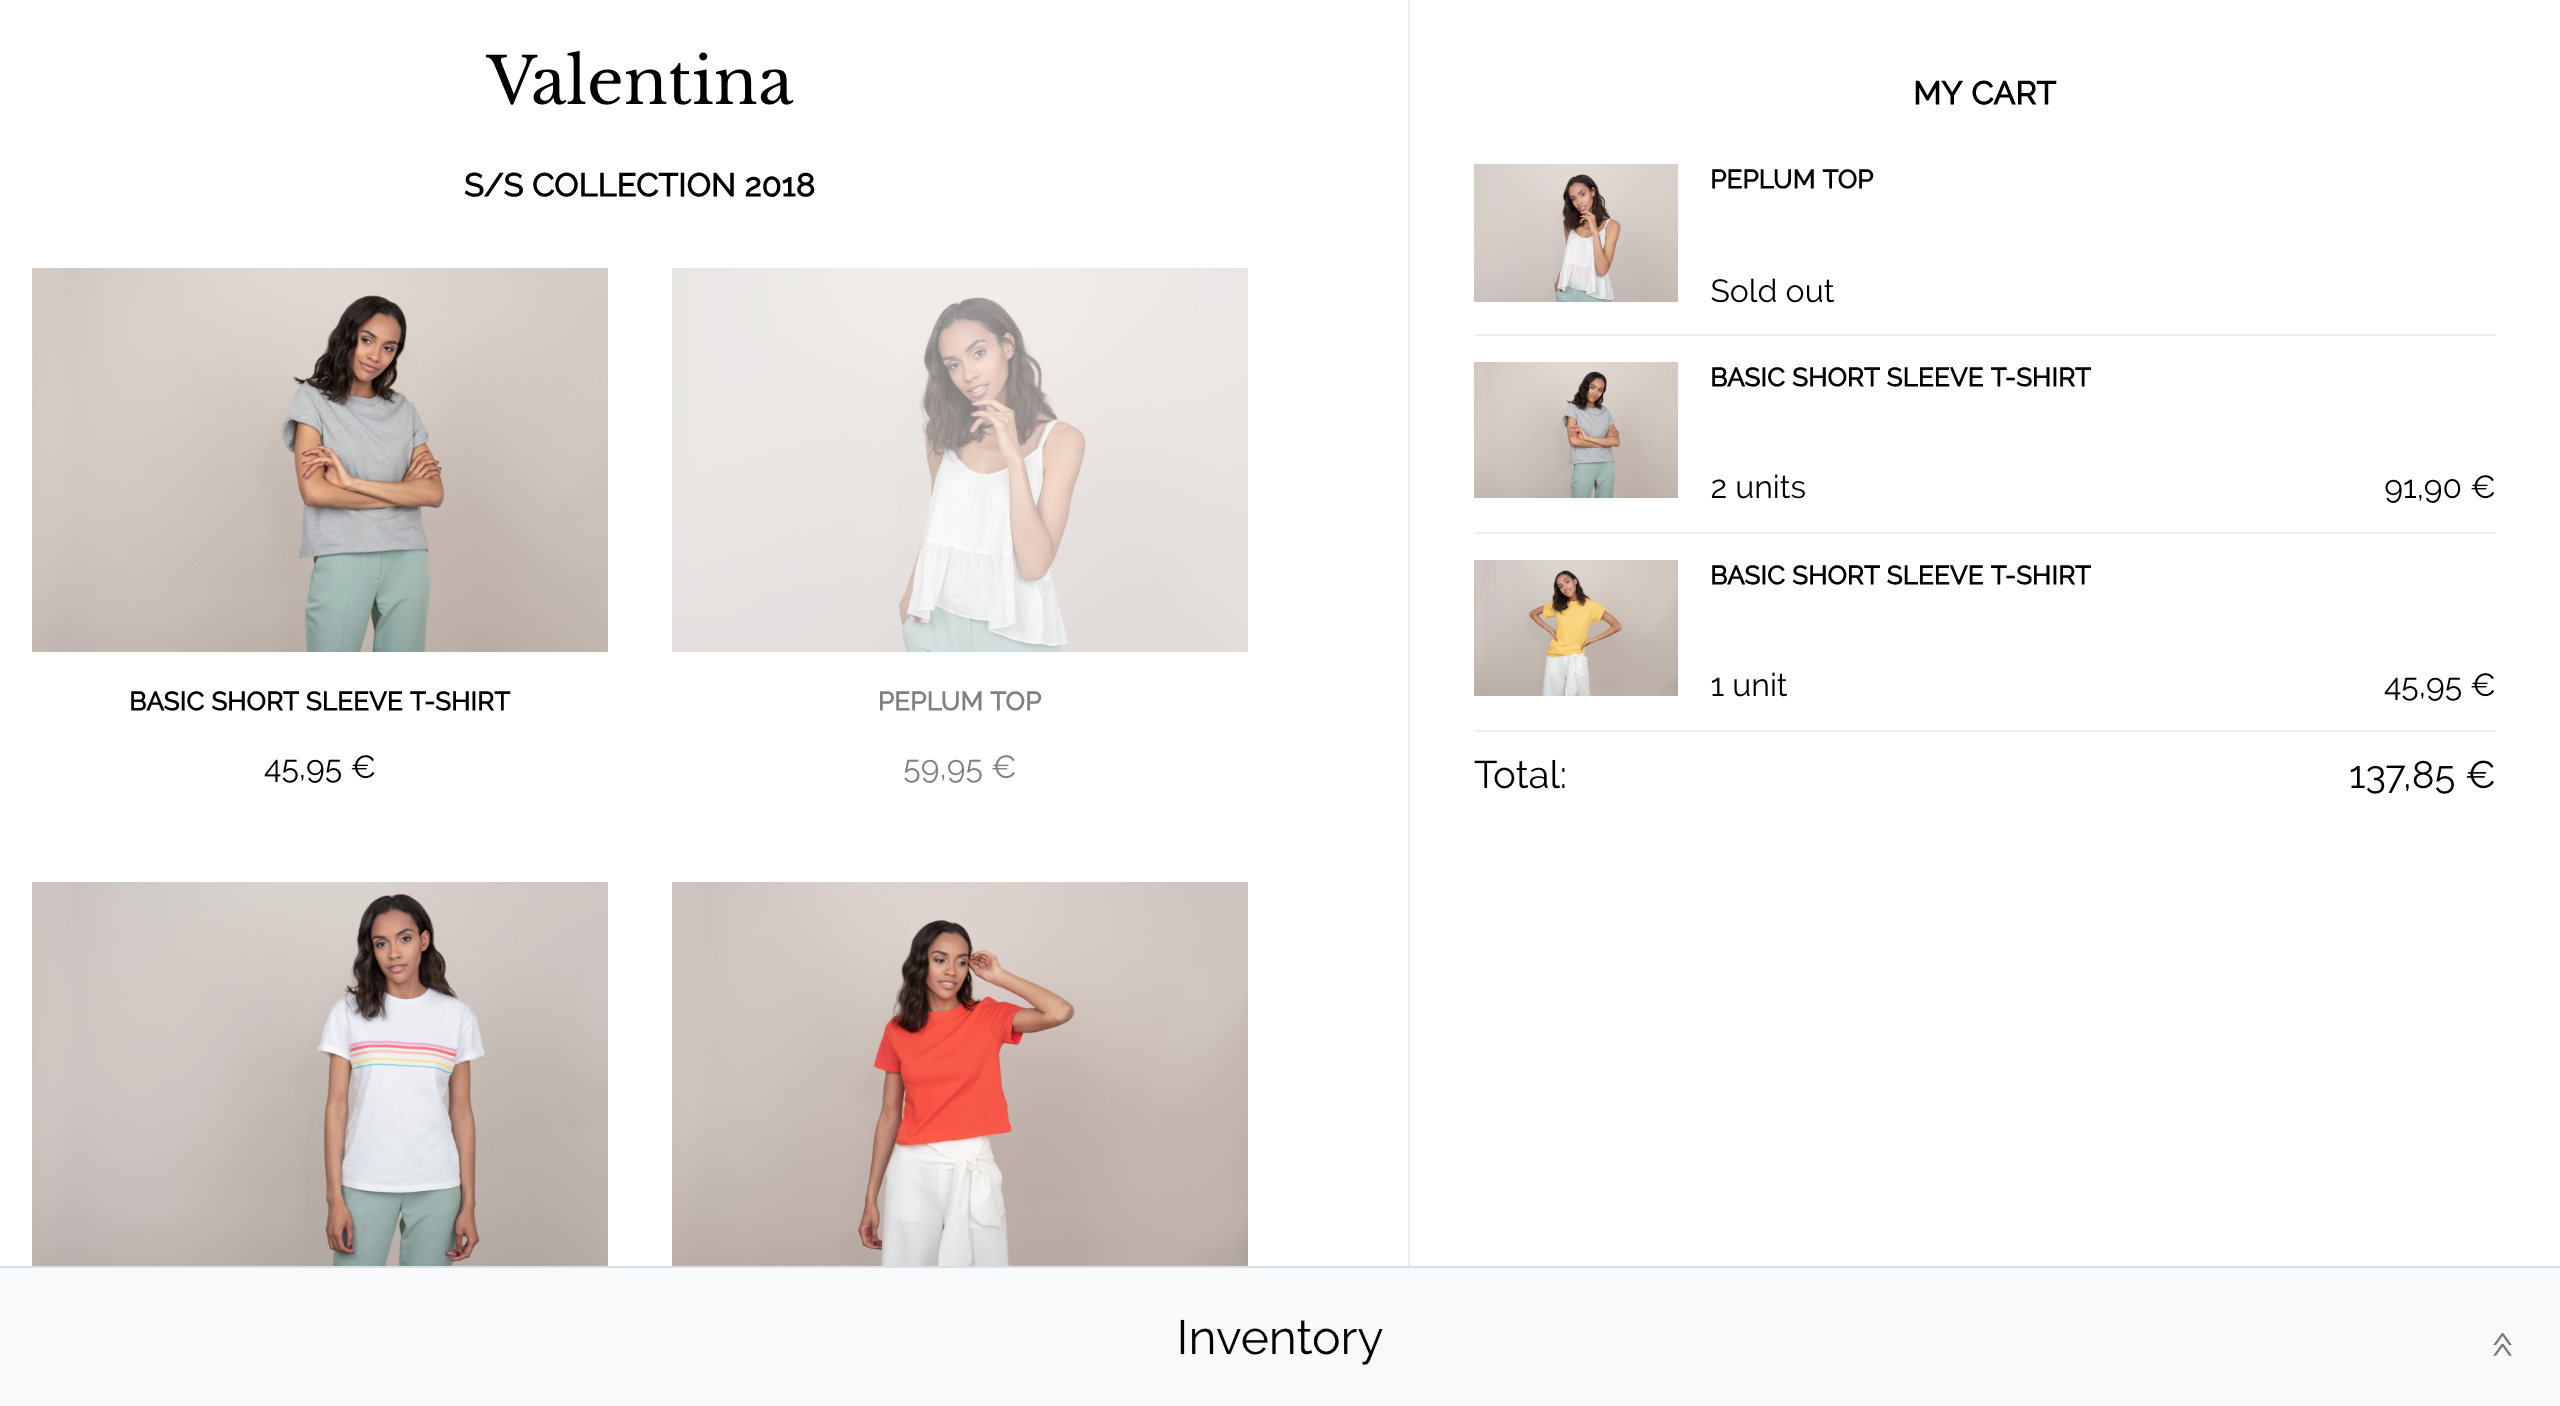 Valentina
S/S COLLECTION 2018
BASIC SHORT SLEEVE T-SHIRT
45,95 €
PEPLUM TOP
59,95 €
MY CART
PEPLUM TOP
Sold out
BASIC SHORT SLEEVE T-SHIRT
2 units 91,90 €
BASIC SHORT SLEEVE T-SHIRT
1 unit 45,95 €
Total: 137,85 €
Inventory